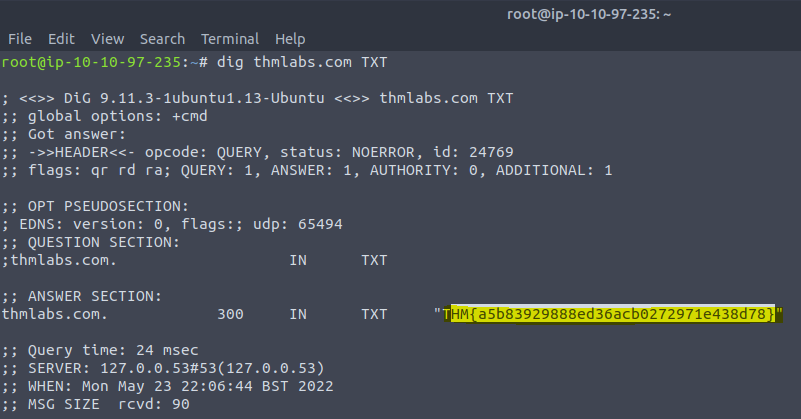 root@ip-10-10-97-235: ~
File Edit View Search Terminal Help
root@ip-10-10-97-235:~# dig thmlabs.com TXT
; <<>> DiG 9.11.3-1ubuntu1.13-Ubuntu <<>> thmlabs.com TXT
;; global options: +cmd
;; Got answer:
;; ->>HEADER<<- opcode: QUERY, status: NOERROR, id: 24769
;; flags: qr rd ra; QUERY: 1, ANSWER: 1, AUTHORITY: 0, ADDITIONAL: 1
;; OPT PSEUDOSECTION:
; EDNS: version: 0, flags:; udp: 65494
;; QUESTION SECTION:
;thmlabs.com. IN TXT
;; ANSWER SECTION:
thmlabs.com. 300 IN TXT "THM{a5b83929888ed36acb0272971e438d78}"
;; Query time: 24 msec
;; SERVER: 127.0.0.53#53(127.0.0.53)
;; WHEN: Mon May 23 22:06:44 BST 2022
;; MSG SIZE rcvd: 90